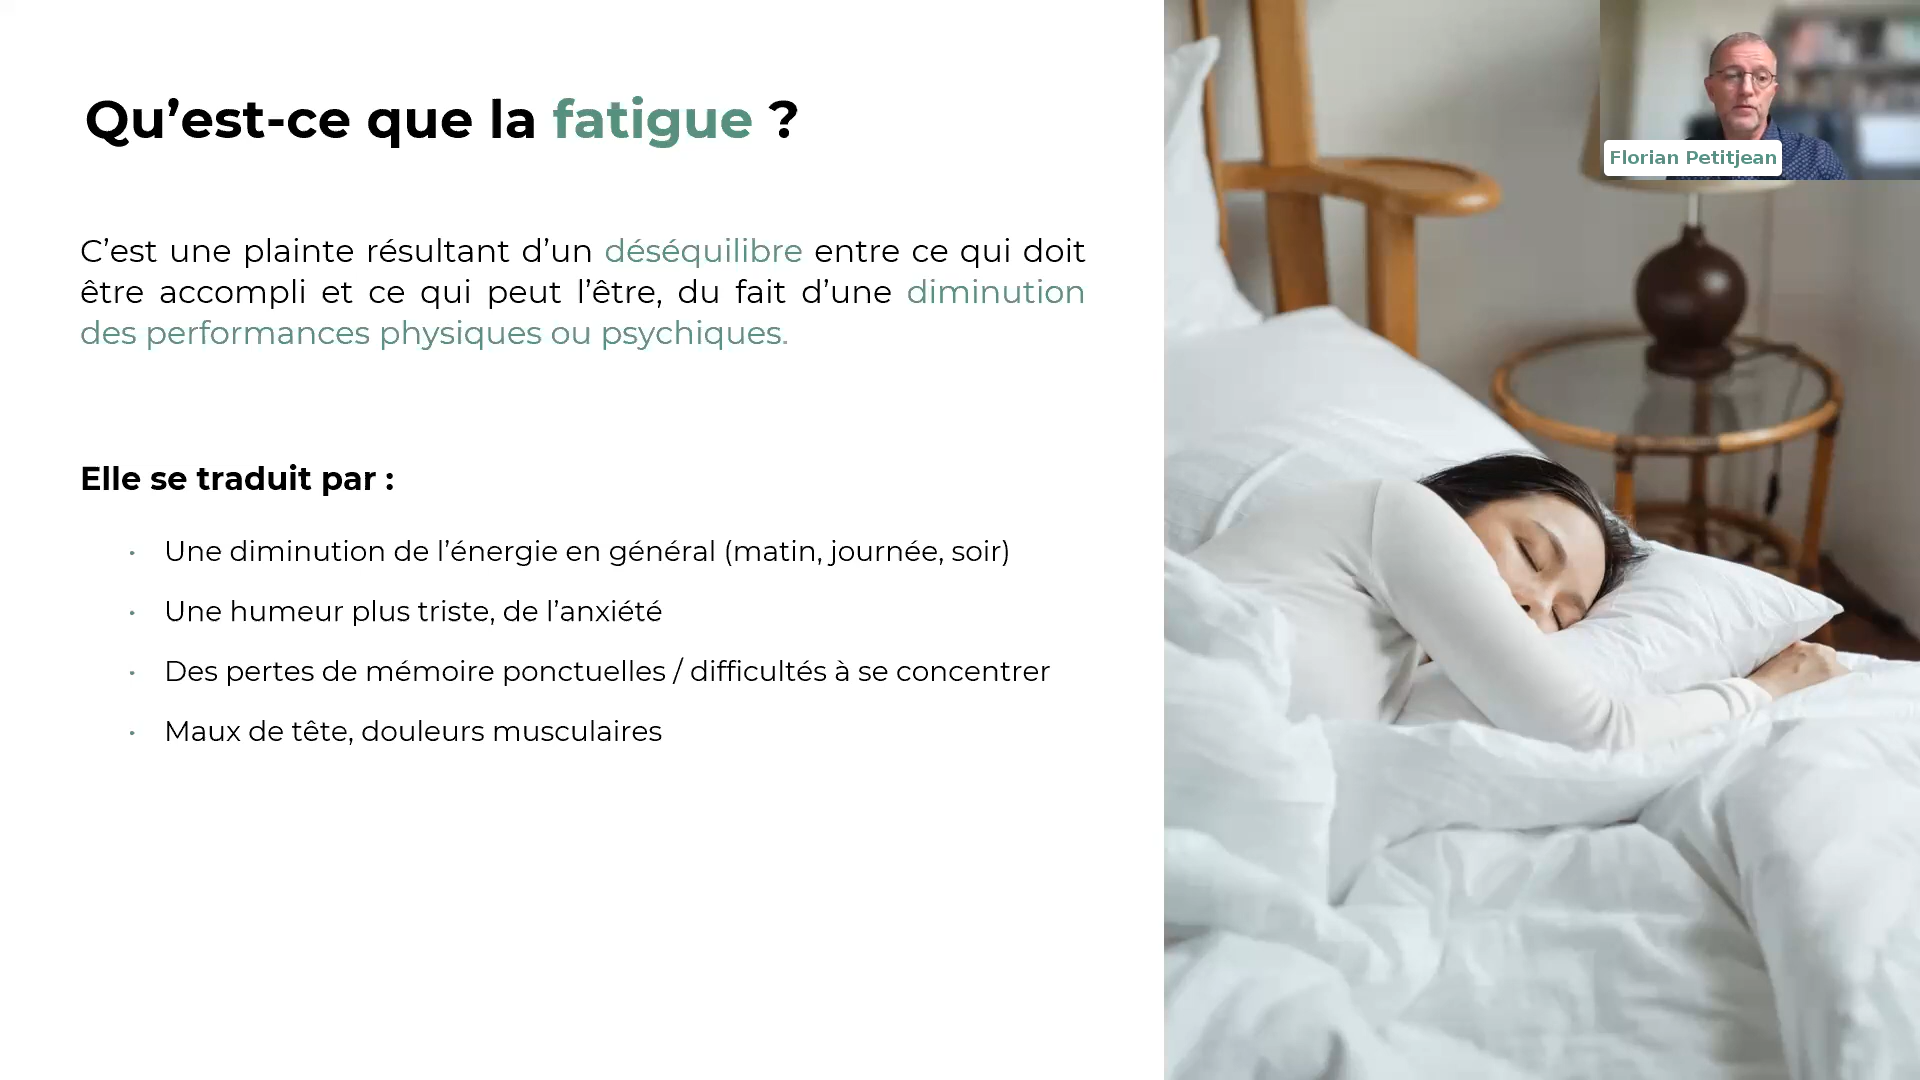 Qu’est-ce que la fatigue ?
Florian Petitjean
C’est une plainte résultant d’un déséquilibre entre ce qui doit
être accompli et ce qui peut l’être, du fait d’une diminution
des performances physiques ou psychiques.
Elle se traduit par :
· Une diminution de l’énergie en général (matin, journée, soir)
· Une humeur plus triste, de l’anxiété
· Des pertes de mémoire ponctuelles / difficultés à se concentrer
· Maux de tête, douleurs musculaires